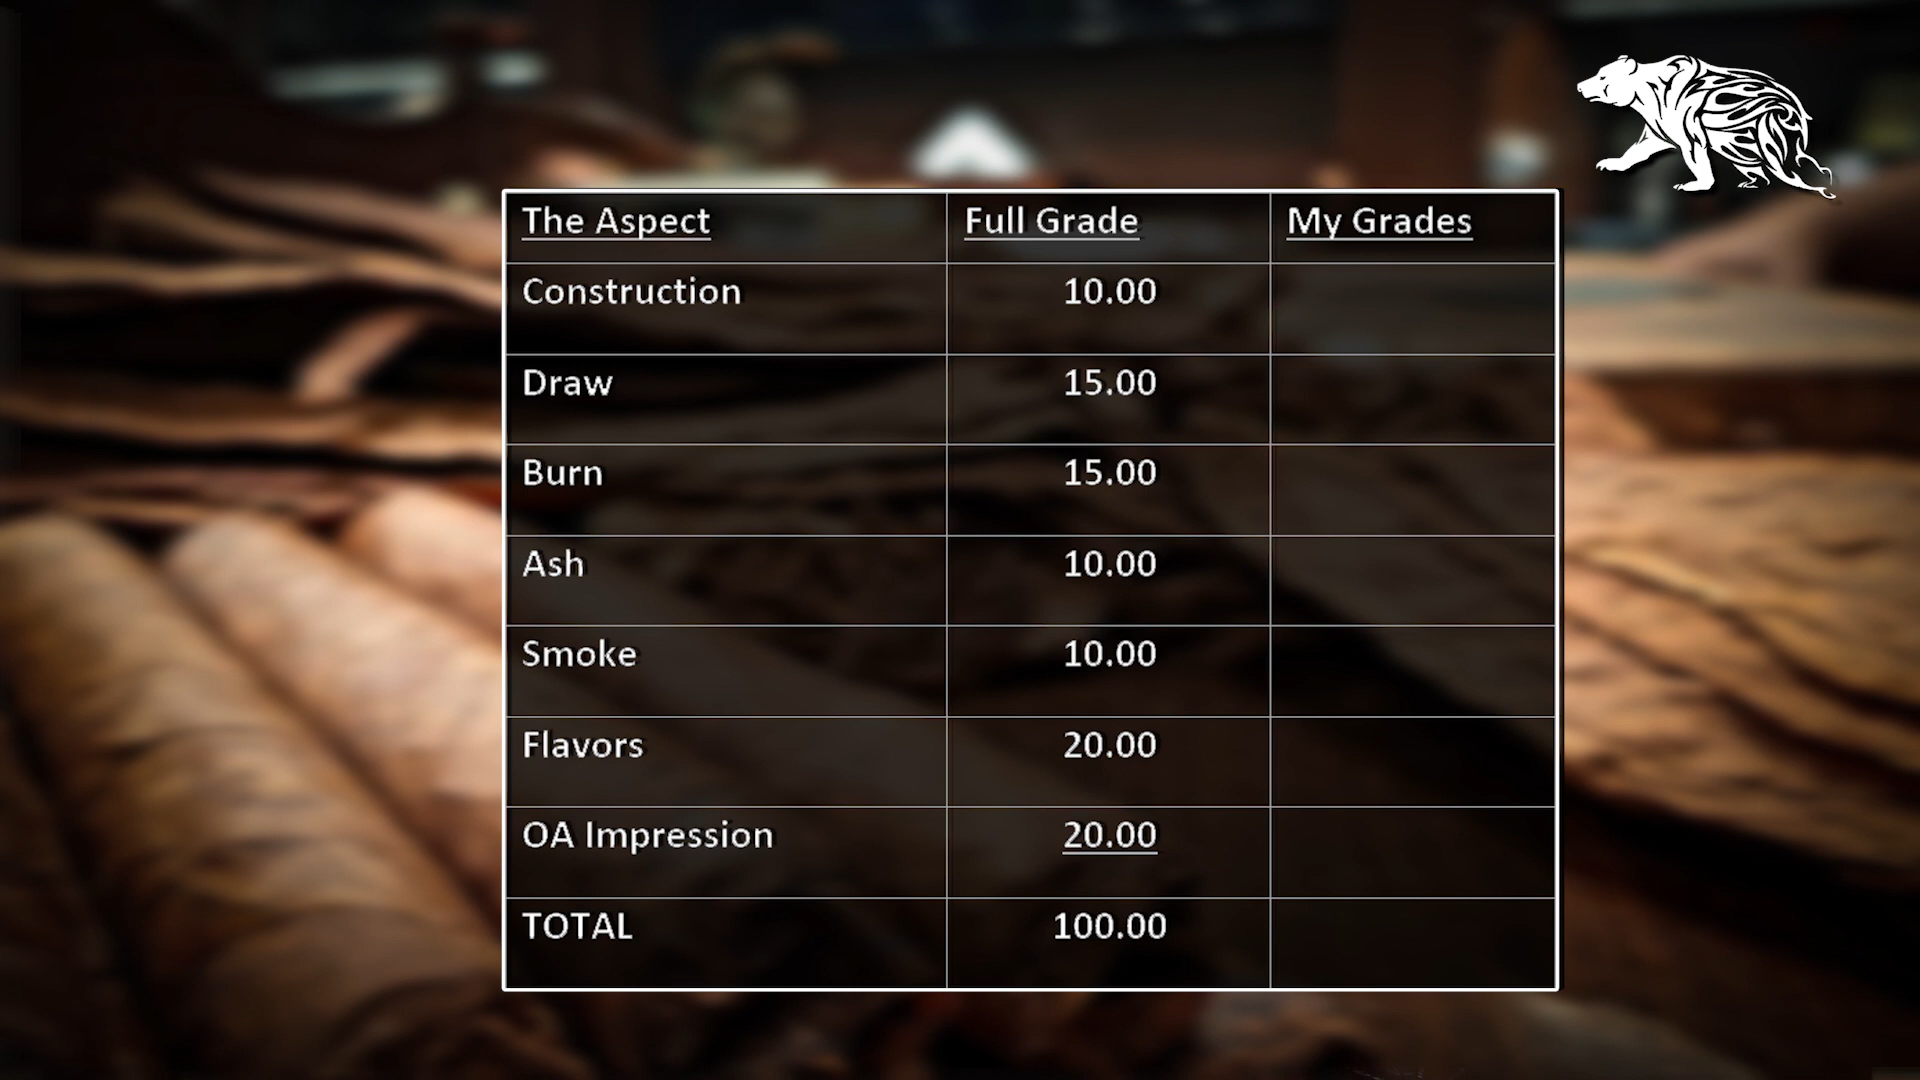 The Aspect Full Grade My Grades
Construction 10.00
Draw 15.00
Burn 15.00
Ash 10.00
Smoke 10.00
Flavors 20.00
OA Impression 20.00
TOTAL 100.00